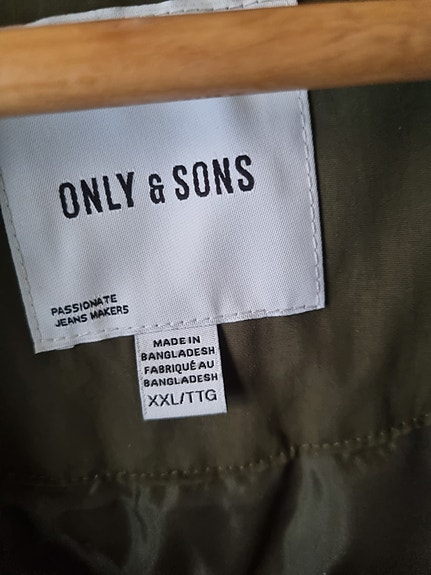 ONLY & SONS
PASSIONATE
JEANS MAKERS
MADE IN
BANGLADESH
FABRIQUÉ AU
BANGLADESH
XXL/TTG